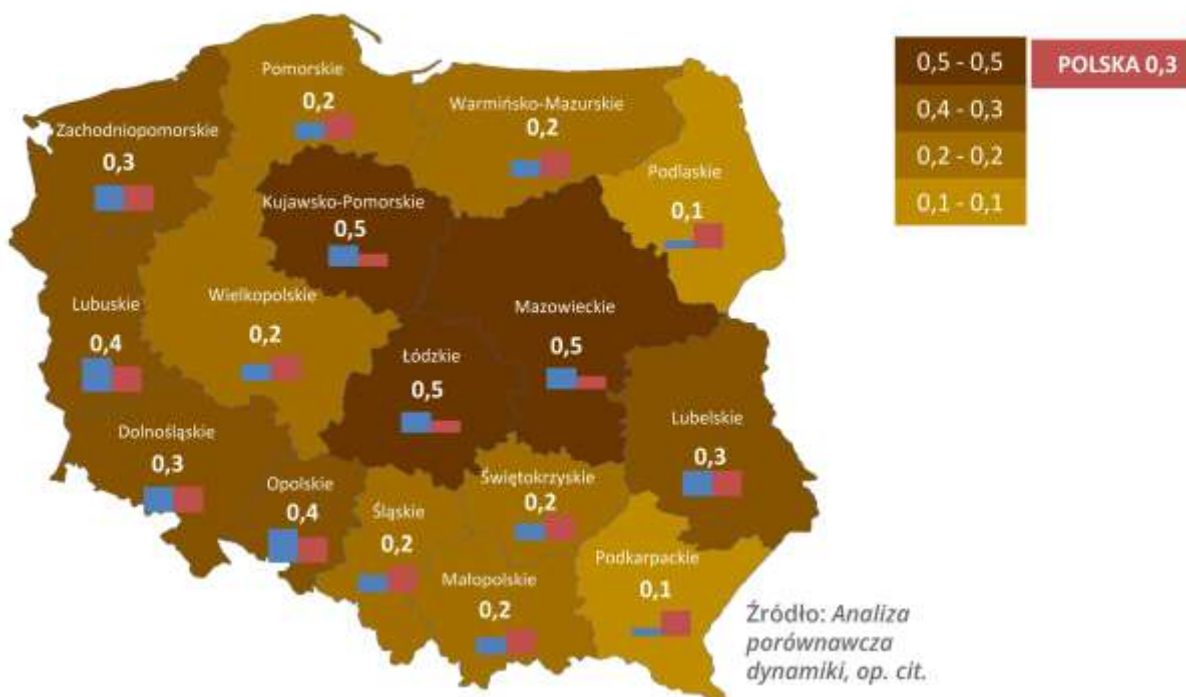 Pomorskie
0,2
Warmińsko-Mazurskie
0,2
Zachodniopomorskie
0,3
Podlaskie
0,1
Kujawsko-Pomorskie
0,5
Lubuskie
0,4
Wielkopolskie
0,2
Mazowieckie
0,5
Łódzkie
0,5
Dolnośląskie
0,3
Lubelskie
0,3
Opolskie
0,4
Śląskie
0,2
Świętokrzyskie
0,2
Małopolskie
0,2
Podkarpackie
0,1
0,5 - 0,5
POLSKA 0,3
0,4 - 0,3
0,2 - 0,2
0,1 - 0,1
Źródło: Analiza
porównawcza
dynamiki, op. cit.